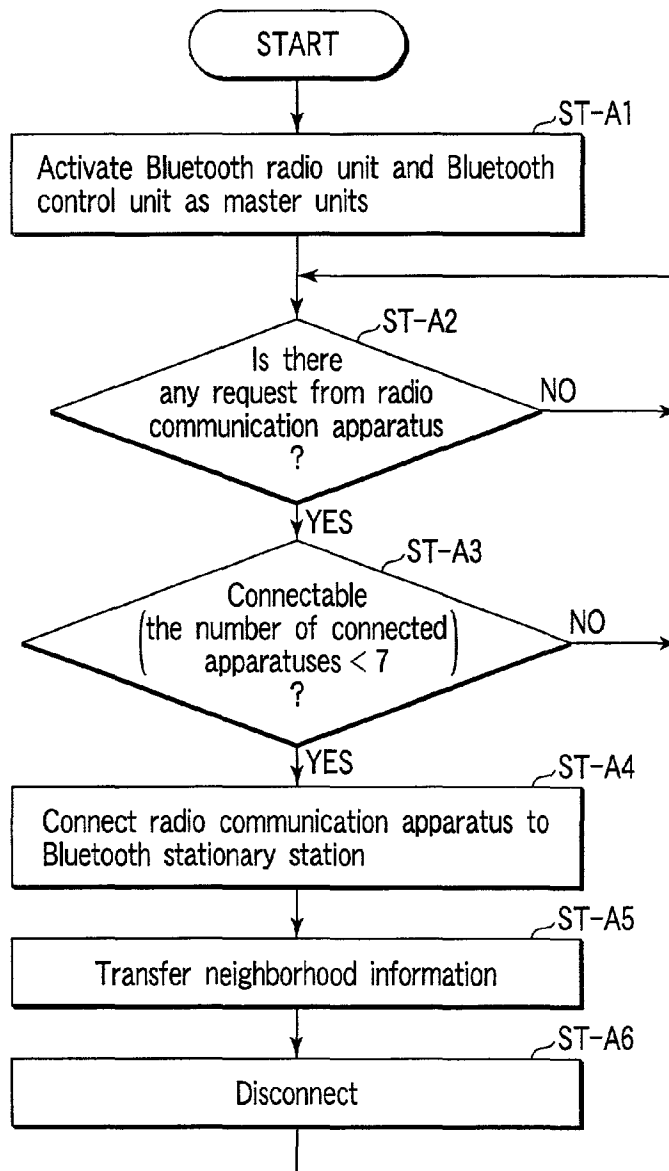 START
ST-A1
Activate Bluetooth radio unit and Bluetooth
control unit as master units
ST-A2
Is there
any request from radio
communication apparatus
?
NO
YES
ST-A3
Connectable
(the number of connected
apparatuses < 7)
?
NO
YES
ST-A4
Connect radio communication apparatus to
Bluetooth stationary station
ST-A5
Transfer neighborhood information
ST-A6
Disconnect